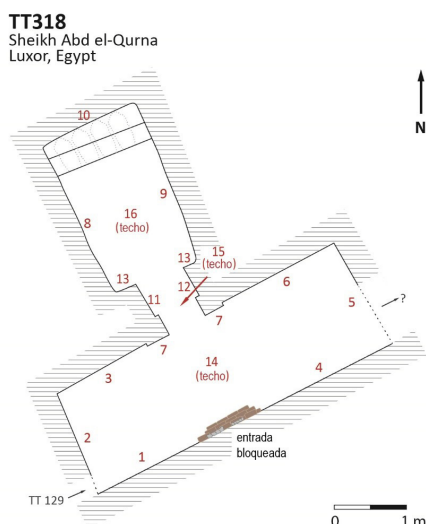 TT318
Sheikh Abd el-Qurna
Luxor, Egypt
N
10
9
16
(techo)
8
15
(techo)
13
13
12
11
6
5
?
7
7
14
(techo)
3
4
2
1
entrada
bloqueada
TT 129
0 1 m